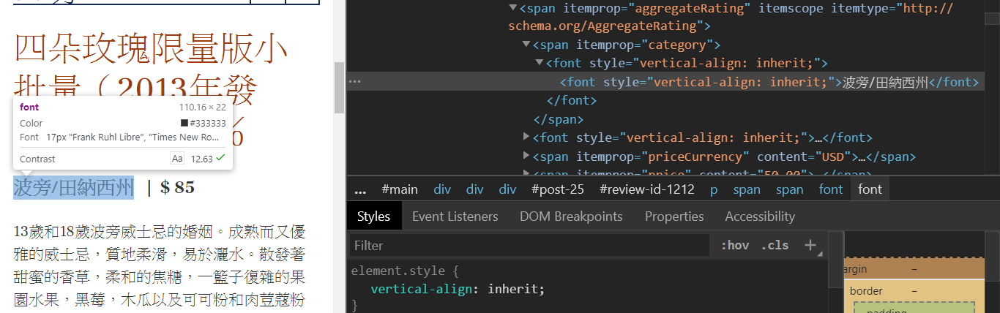 四朵玫瑰限量版小
批量（2013年發
%
font 110.16 × 22
Color #333333
Font 17px "Frank Ruhl Libre", "Times New Ro...
Contrast Aa 12.63
波旁/田納西州 | $ 85
13歲和18歲波旁威士忌的婚姻。成熟而又優
雅的威士忌，質地柔滑，易於灑水。散發著
甜蜜的香草，柔和的焦糖，一籃子復雜的果
園水果，黑莓，木瓜以及可可粉和肉荳蔻粉
<span itemprop="aggregateRating" itemscope itemtype="http://
schema.org/AggregateRating">
<span itemprop="category">
<font style="vertical-align: inherit;">
<font style="vertical-align: inherit;">波旁/田納西州</font>
</font>
</span>
<font style="vertical-align: inherit;">…</font>
<span itemprop="priceCurrency" content="USD">…</span>
<span itemprop="price" content="50.00">…</span>
... #main div div div #post-25 #review-id-1212 p span span font font
Styles Event Listeners DOM Breakpoints Properties Accessibility
Filter :hov .cls +
element.style {
vertical-align: inherit;
}
argin –
border –
padding